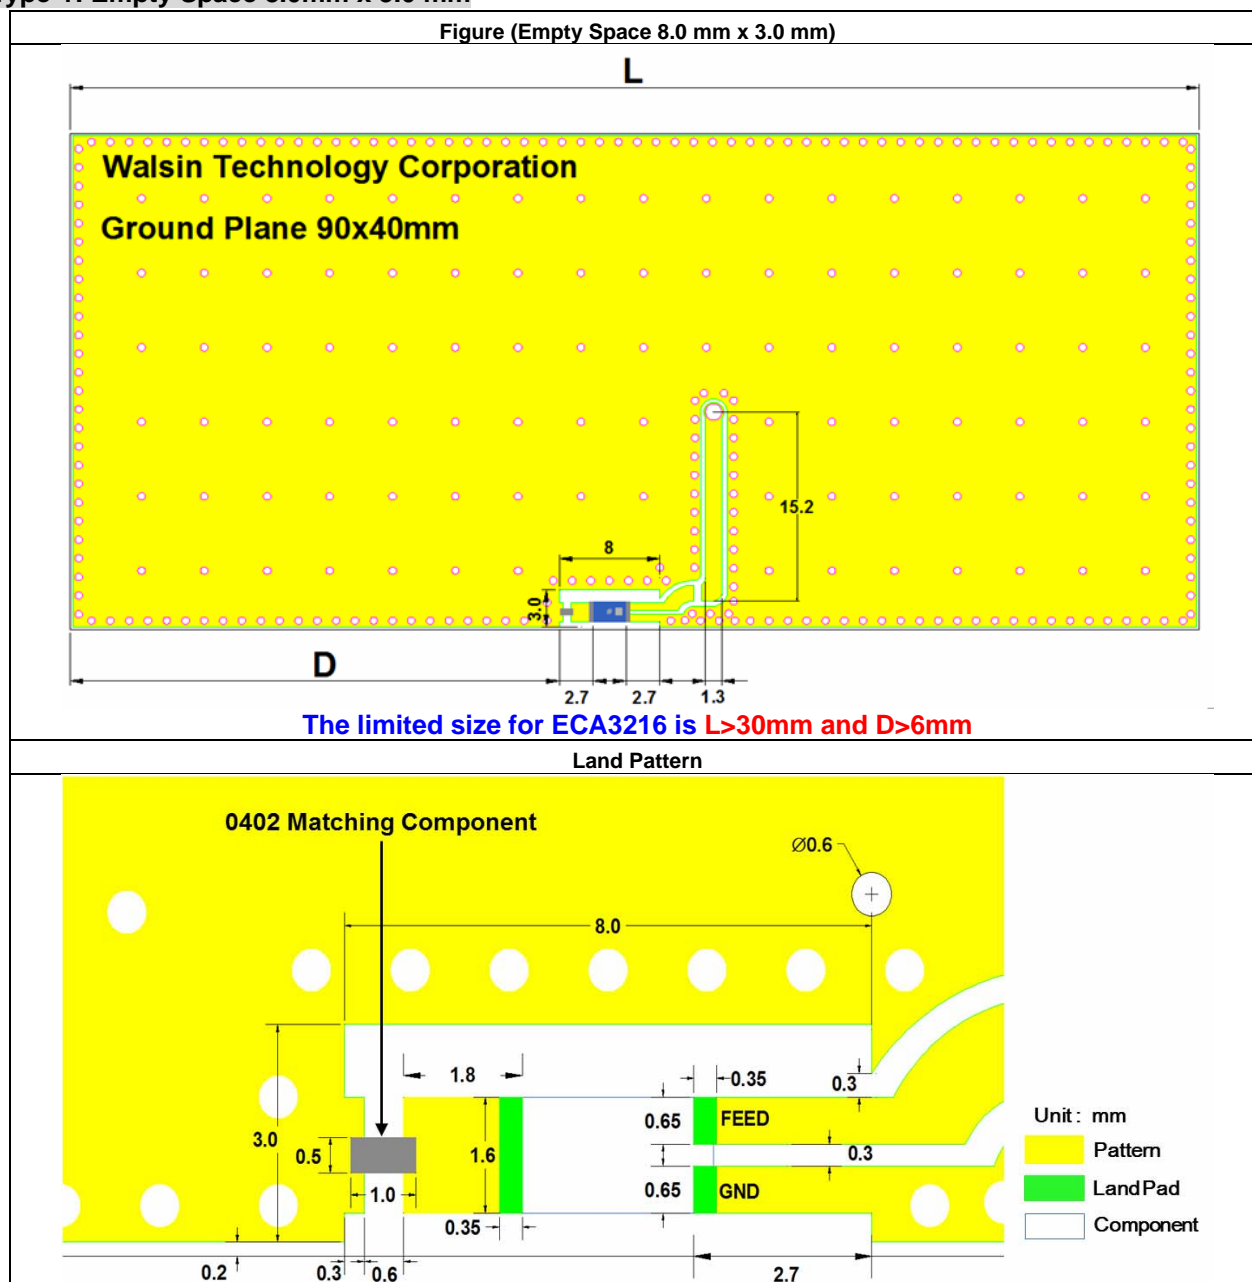 Figure (Empty Space 8.0 mm x 3.0 mm)
L
Walsin Technology Corporation
Ground Plane 90x40mm
15.2
8
3.0
D
2.7
2.7
1.3
The limited size for ECA3216 is L>30mm and D>6mm
Land Pattern
0402 Matching Component
Ø0.6
8.0
1.8
0.35
0.3
0.65
FEED
Unit : mm
3.0
0.5
1.6
0.3
Pattern
1.0
0.65
GND
Land Pad
0.35
Component
0.2
0.3
0.6
2.7